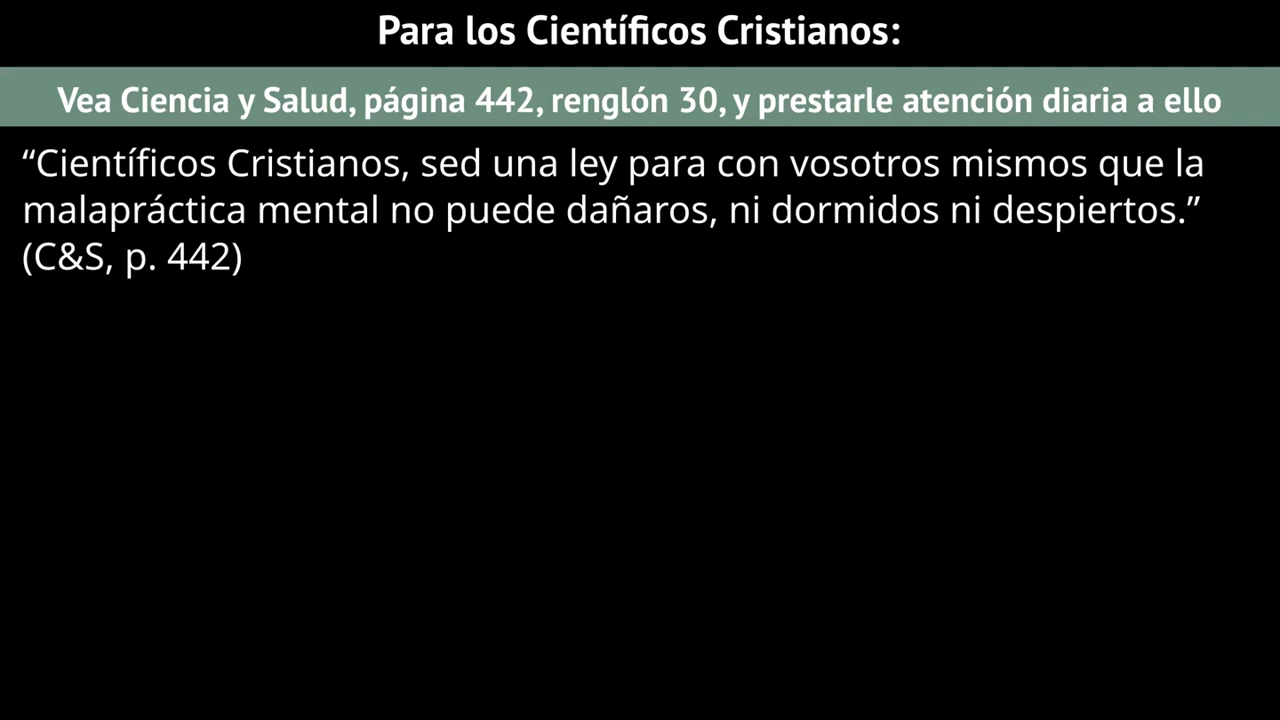 Para los Científicos Cristianos:
Vea Ciencia y Salud, página 442, renglón 30, y prestarle atención diaria a ello
“Científicos Cristianos, sed una ley para con vosotros mismos que la
malapráctica mental no puede dañaros, ni dormidos ni despiertos.”
(C&S, p. 442)